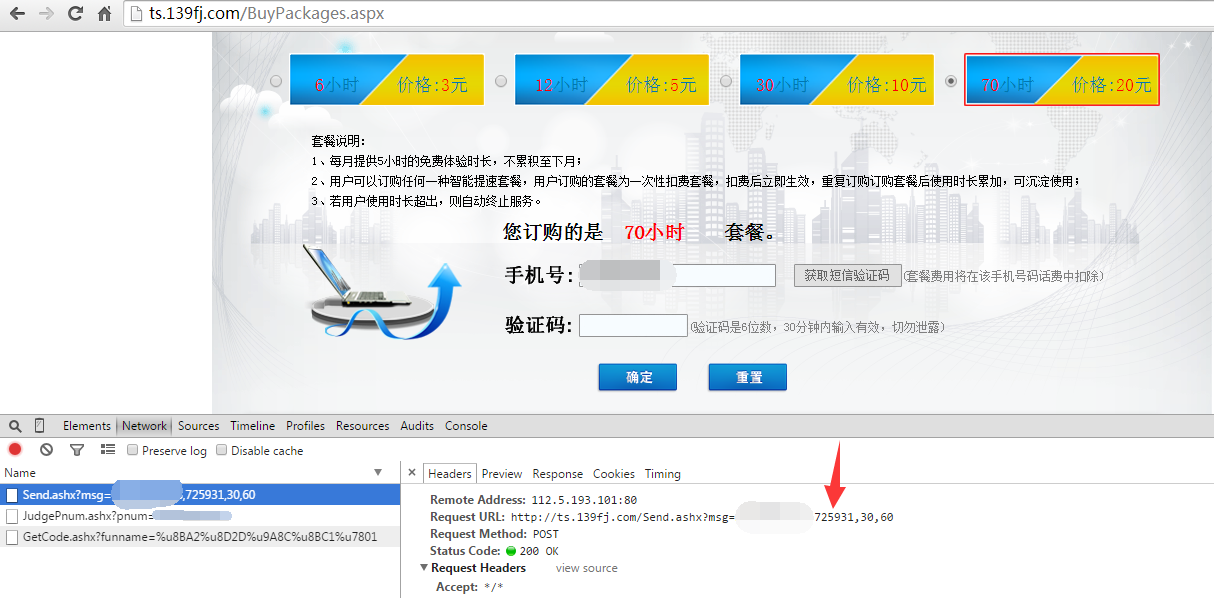 ts.139fj.com/BuyPackages.aspx
6小时 价格:3元 12小时 价格:5元 30小时 价格:10元 70小时 价格:20元
套餐说明：
1、每月提供5小时的免费体验时长，不累积至下月；
2、用户可以订购任何一种智能提速套餐，用户订购的套餐为一次性扣费套餐，扣费后立即生效，重复订购订购套餐后使用时长累加，可沉淀使用；
3、若用户使用时长超出，则自动终止服务。
您订购的是 70小时 套餐。
手机号： 获取短信验证码 (套餐费用将在该手机号码话费中扣除)
验证码： (验证码是6位数，30分钟内输入有效，切勿泄露)
确定 重置
Elements Network Sources Timeline Profiles Resources Audits Console
Preserve log Disable cache
Name
Send.ashx?msg= ,725931,30,60
JudgePnum.ashx?pnum=
GetCode.ashx?funname=%u8BA2%u8D2D%u9A8C%u8BC1%u7801
× Headers Preview Response Cookies Timing
Remote Address: 112.5.193.101:80
Request URL: http://ts.139fj.com/Send.ashx?msg= 725931,30,60
Request Method: POST
Status Code: 200 OK
Request Headers view source
Accept: */*